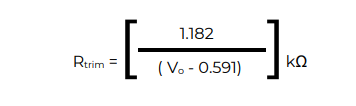 1.182
Rtrim = [ ———— ] kΩ
( Vo - 0.591)